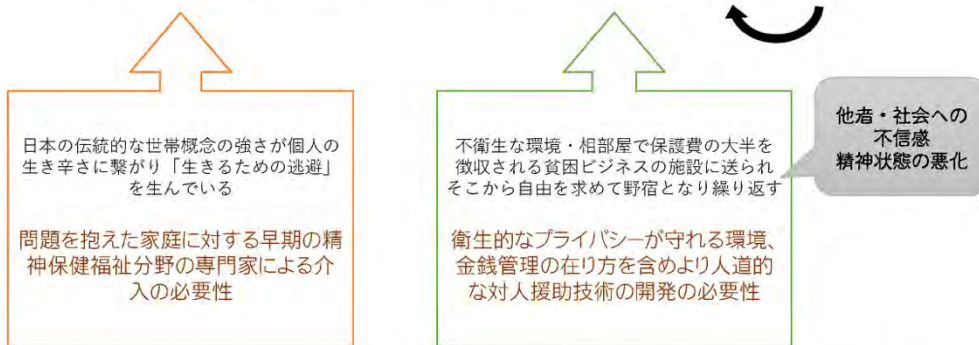 日本の伝統的な世帯概念の強さが個人の
生き辛さに繋がり「生きるための逃避」
を生んでいる
問題を抱えた家庭に対する早期の精
神保健福祉分野の専門家による介
入の必要性
不衛生な環境・相部屋で保護費の大半を
徴収される貧困ビジネスの施設に送られ
そこから自由を求めて野宿となり繰り返す
衛生的なプライバシーが守れる環境、
金銭管理の在り方を含めより人道的
な対人援助技術の開発の必要性
他者・社会への
不信感
精神状態の悪化